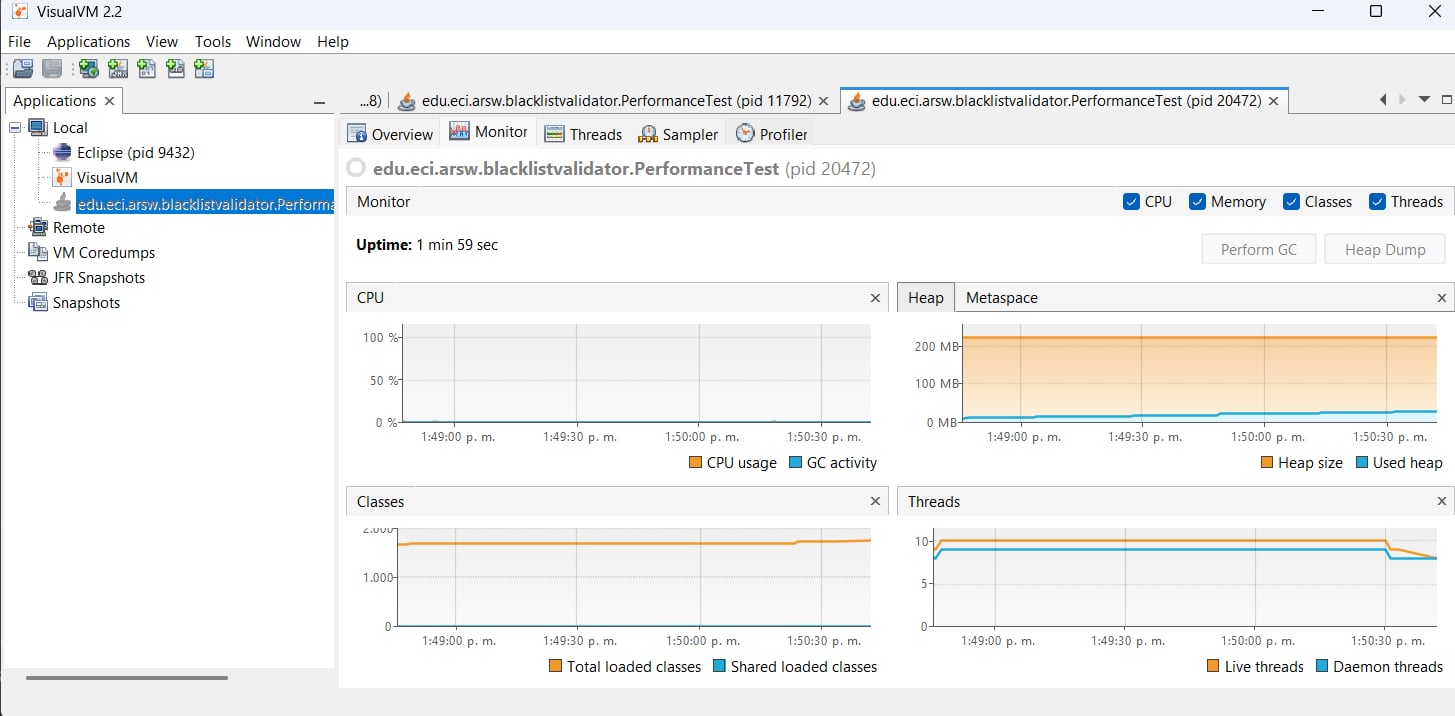 VisualVM 2.2
File Applications View Tools Window Help
Applications
...8) edu.eci.arsw.blacklistvalidator.PerformanceTest (pid 11792) edu.eci.arsw.blacklistvalidator.PerformanceTest (pid 20472)
Local
Eclipse (pid 9432)
VisualVM
edu.eci.arsw.blacklistvalidator.Performa
Remote
VM Coredumps
JFR Snapshots
Snapshots
Overview Monitor Threads Sampler Profiler
edu.eci.arsw.blacklistvalidator.PerformanceTest (pid 20472)
Monitor CPU Memory Classes Threads
Uptime: 1 min 59 sec
Perform GC Heap Dump
CPU
100 %
50 %
0 %
1:49:00 p. m. 1:49:30 p. m. 1:50:00 p. m. 1:50:30 p. m.
CPU usage GC activity
Heap Metaspace
200 MB
100 MB
0 MB
1:49:00 p. m. 1:49:30 p. m. 1:50:00 p. m. 1:50:30 p. m.
Heap size Used heap
Classes
2.000
1.000
0
1:49:00 p. m. 1:49:30 p. m. 1:50:00 p. m. 1:50:30 p. m.
Total loaded classes Shared loaded classes
Threads
10
5
0
1:49:00 p. m. 1:49:30 p. m. 1:50:00 p. m. 1:50:30 p. m.
Live threads Daemon threads